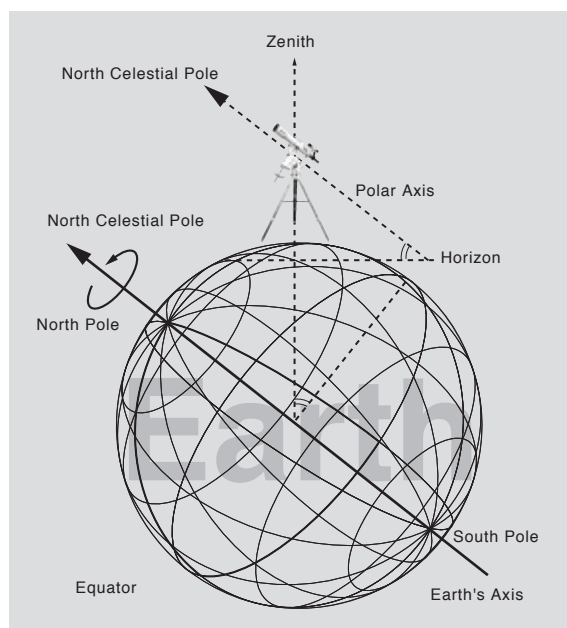 Zenith
North Celestial Pole
Polar Axis
North Celestial Pole
Horizon
North Pole
Earth
South Pole
Equator
Earth's Axis